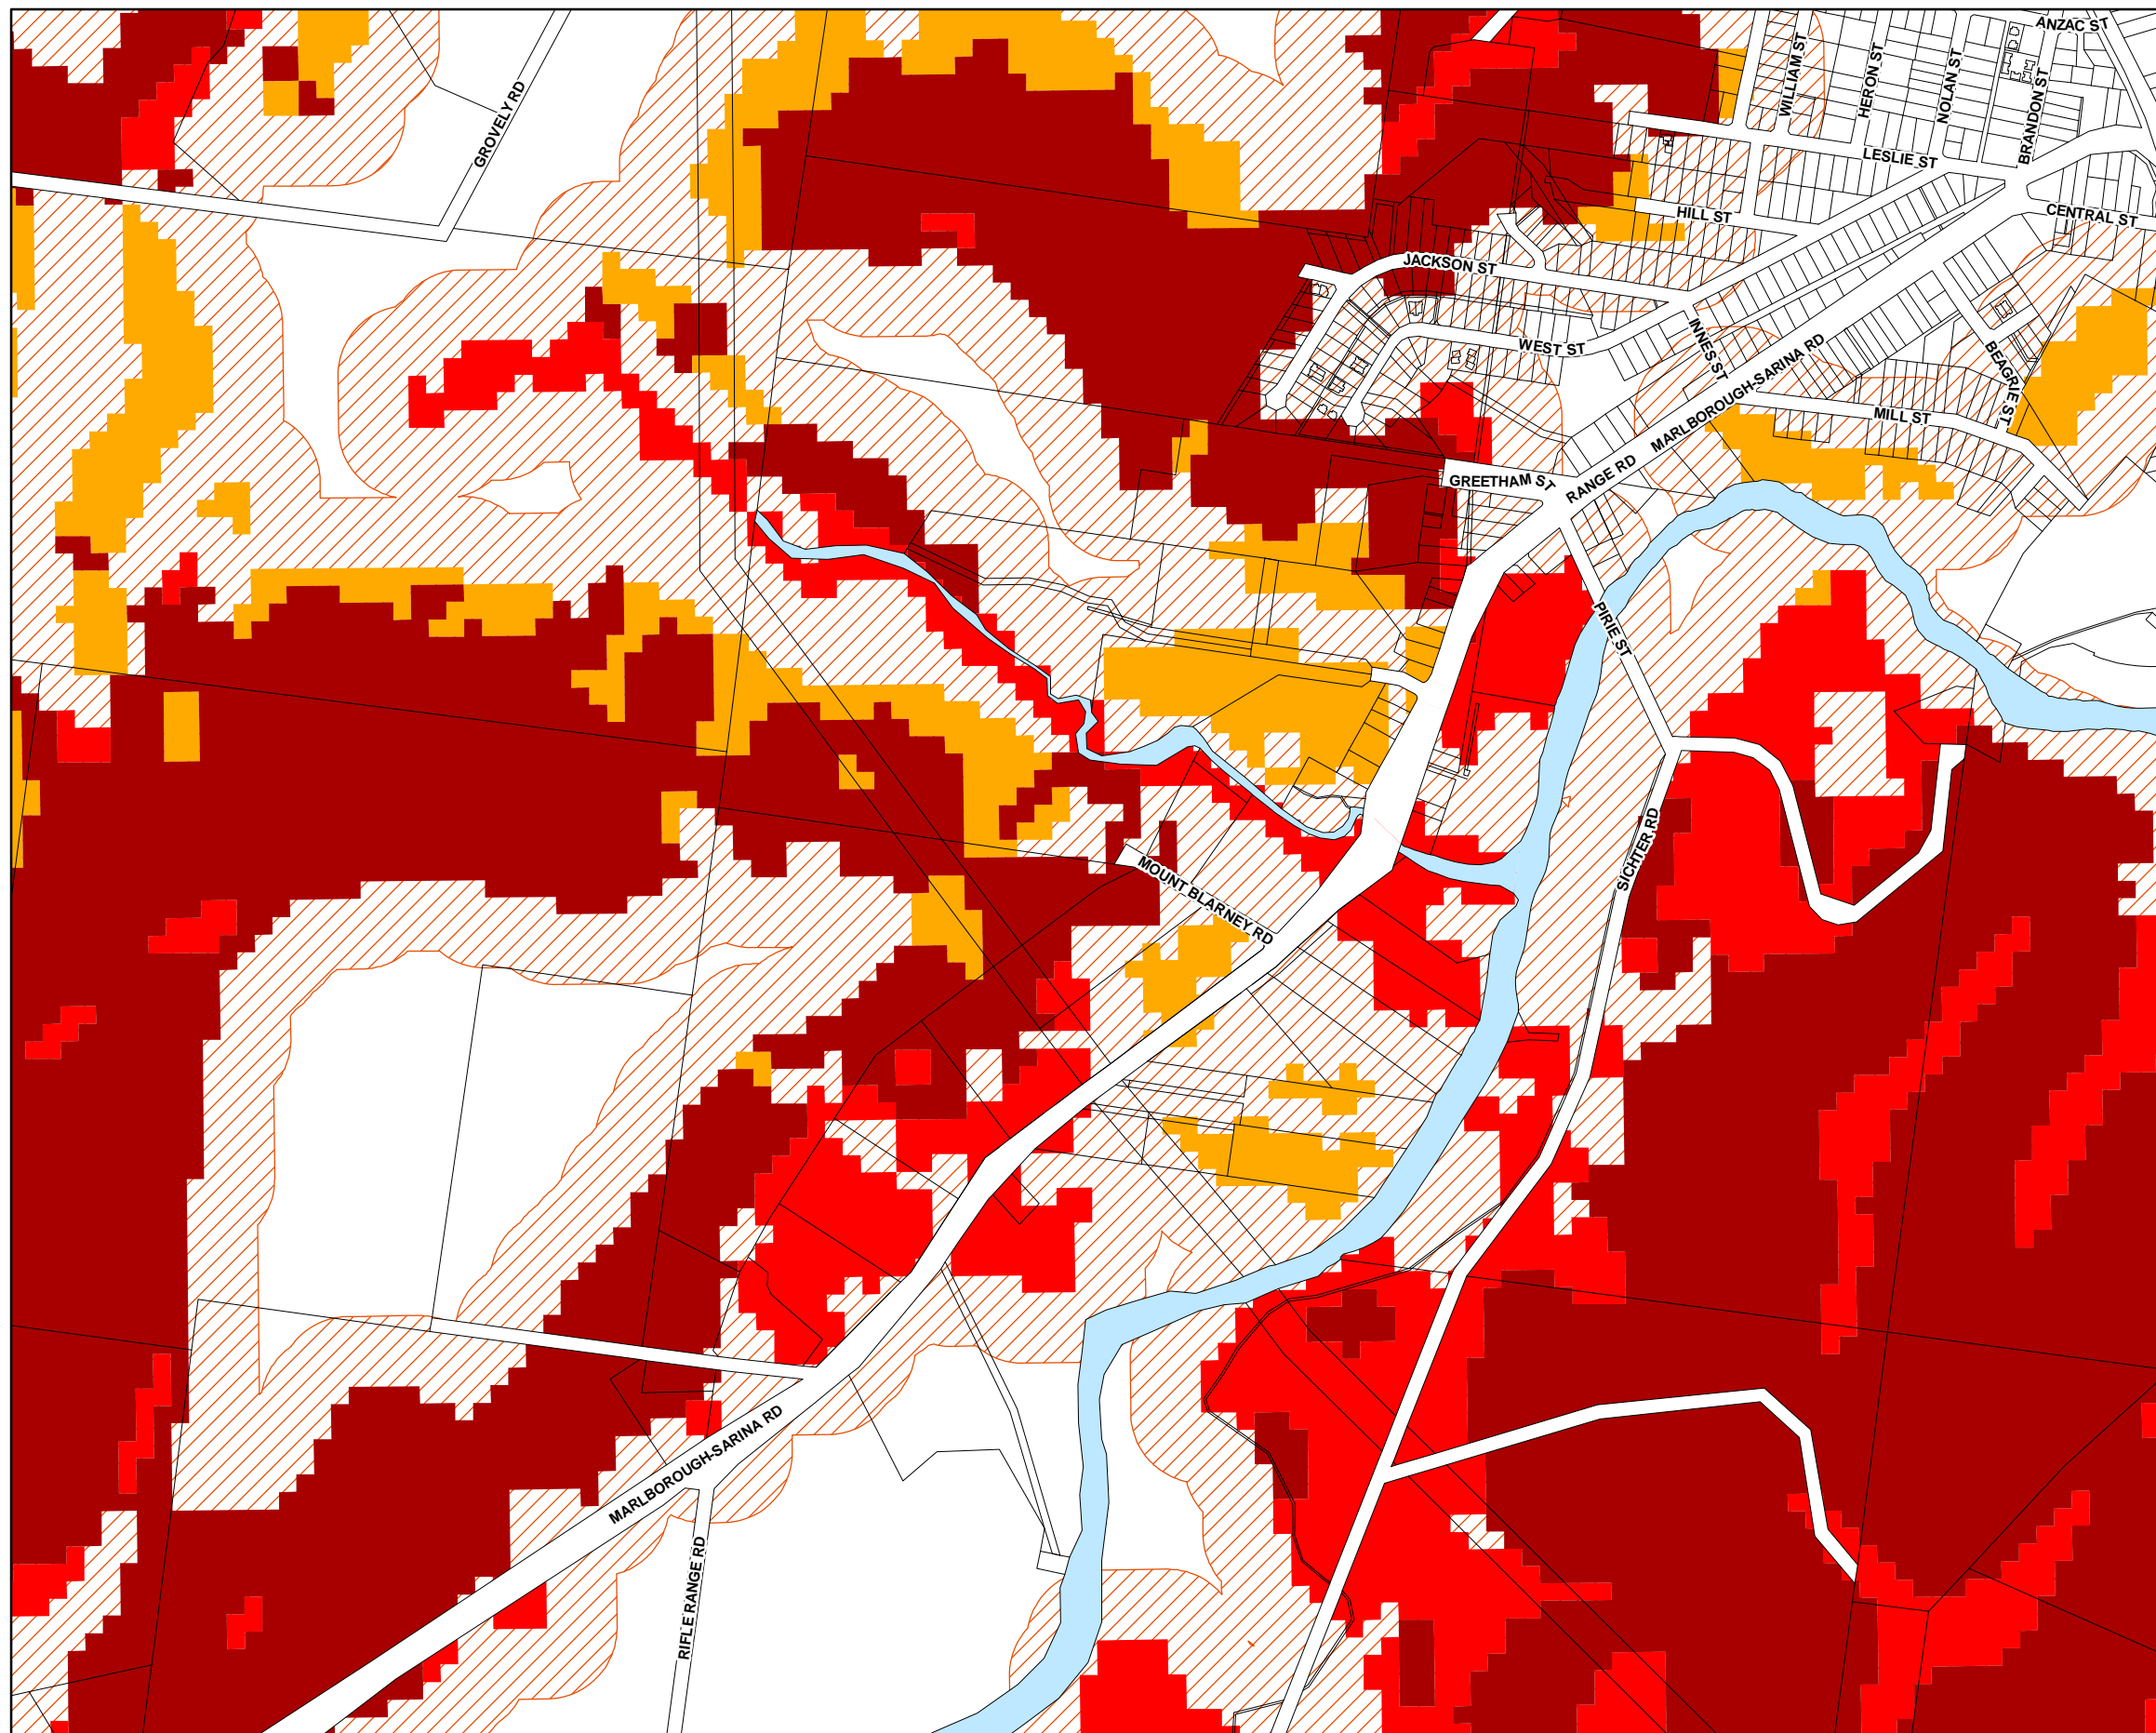 ANZAC ST
WILLIAM ST
HERON ST
NOLAN ST
BRANDON ST
GROVELY RD
LESLIE ST
HILL ST
CENTRAL ST
JACKSON ST
WEST ST
INNES ST
MARLBOROUGH-SARINA RD
BEAGRIE ST
MILL ST
GREETHAM ST
RANGE RD
PIRIE ST
SICHTER RD
MOUNT BLARNEY RD
MARLBOROUGH-SARINA RD
RIFLE RANGE RD